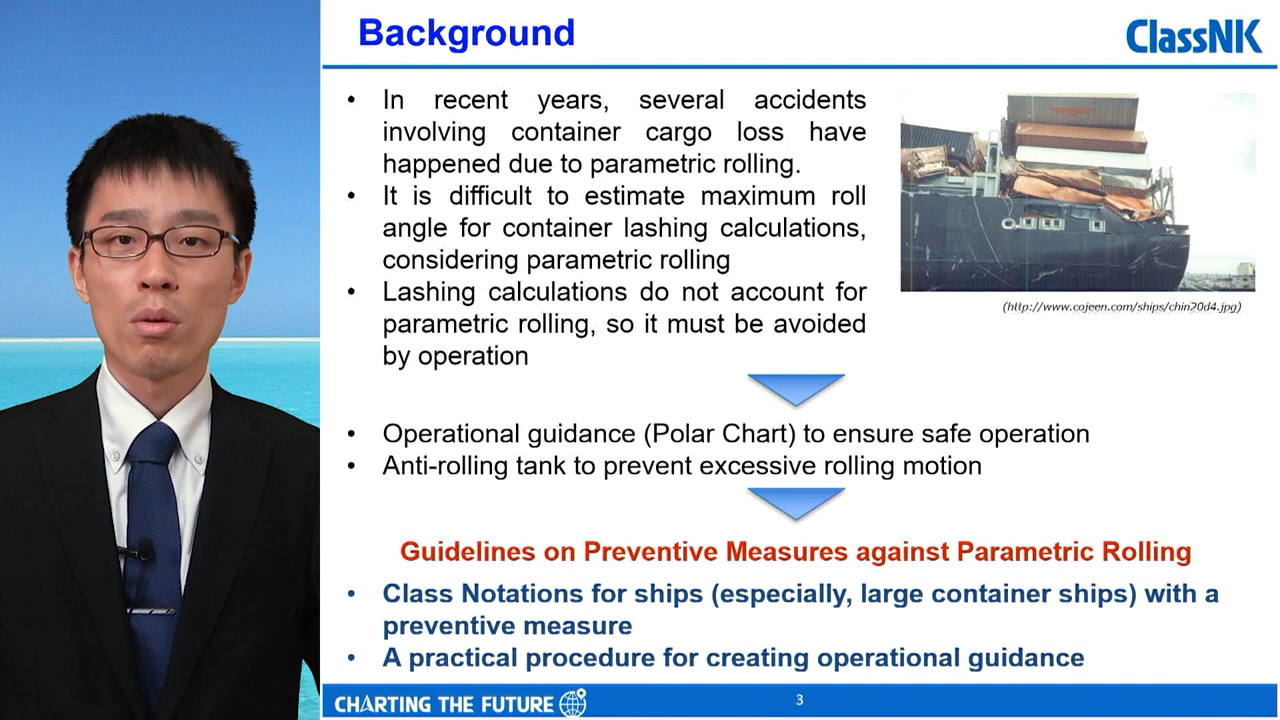 Background
ClassNK
• In recent years, several accidents
involving container cargo loss have
happened due to parametric rolling.
• It is difficult to estimate maximum roll
angle for container lashing calculations,
considering parametric rolling
• Lashing calculations do not account for
parametric rolling, so it must be avoided
by operation
(http://www.cojeen.com/ships/chin20d4.jpg)
• Operational guidance (Polar Chart) to ensure safe operation
• Anti-rolling tank to prevent excessive rolling motion
Guidelines on Preventive Measures against Parametric Rolling
• Class Notations for ships (especially, large container ships) with a
preventive measure
• A practical procedure for creating operational guidance
CHARTING THE FUTURE
3